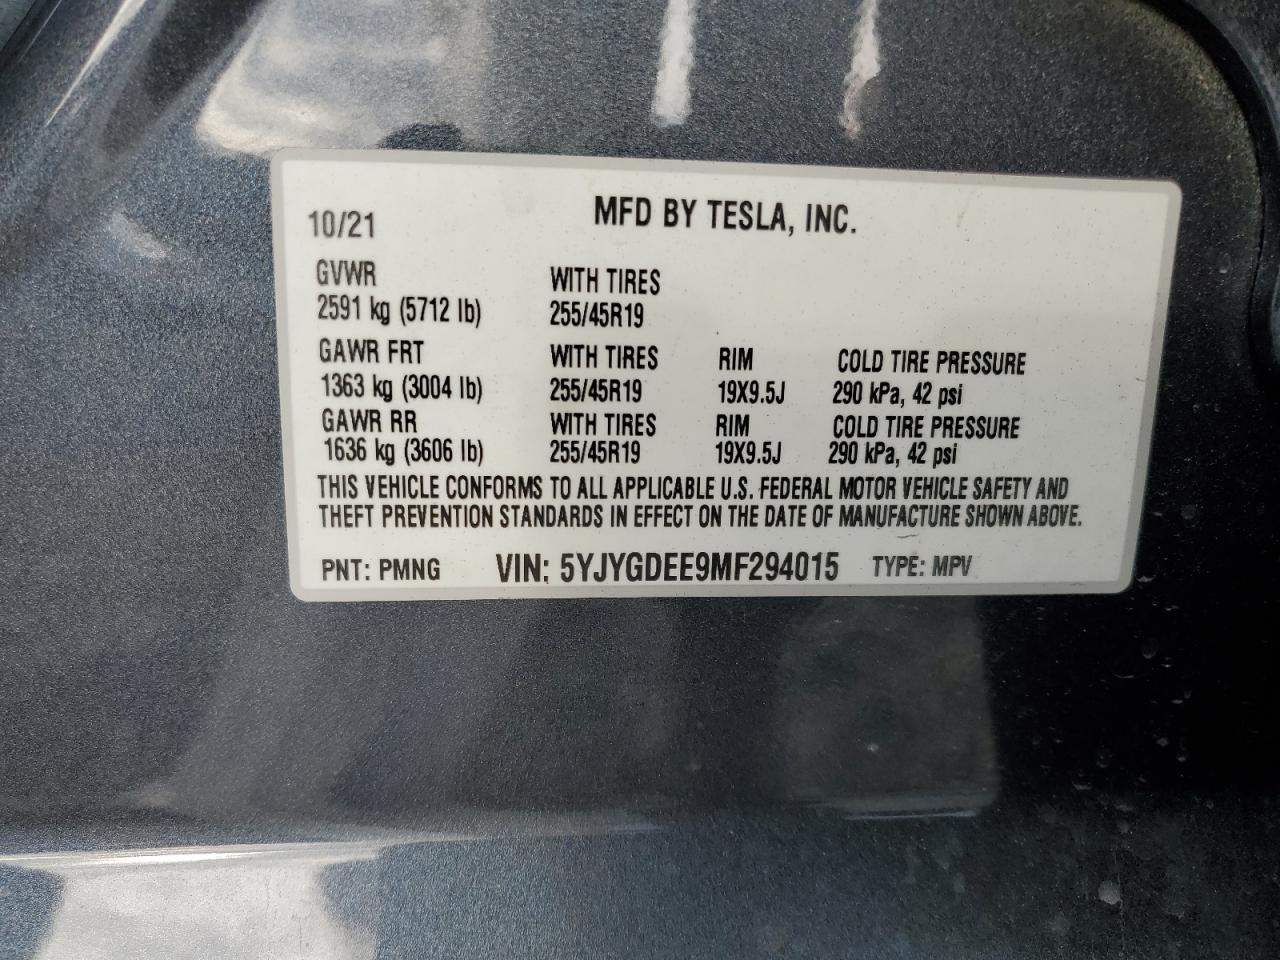 10/21 MFD BY TESLA, INC.
GVWR WITH TIRES
2591 kg (5712 lb) 255/45R19
GAWR FRT WITH TIRES RIM COLD TIRE PRESSURE
1363 kg (3004 lb) 255/45R19 19X9.5J 290 kPa, 42 psi
GAWR RR WITH TIRES RIM COLD TIRE PRESSURE
1636 kg (3606 lb) 255/45R19 19X9.5J 290 kPa, 42 psi
THIS VEHICLE CONFORMS TO ALL APPLICABLE U.S. FEDERAL MOTOR VEHICLE SAFETY AND
THEFT PREVENTION STANDARDS IN EFFECT ON THE DATE OF MANUFACTURE SHOWN ABOVE.
PNT: PMNG VIN: 5YJYGDEE9MF294015 TYPE: MPV